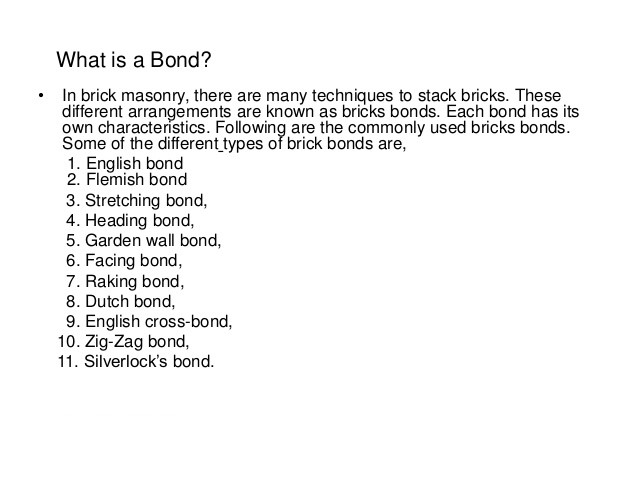 What is a Bond?
• In brick masonry, there are many techniques to stack bricks. These
different arrangements are known as bricks bonds. Each bond has its
own characteristics. Following are the commonly used bricks bonds.
Some of the different types of brick bonds are,
1. English bond
2. Flemish bond
3. Stretching bond,
4. Heading bond,
5. Garden wall bond,
6. Facing bond,
7. Raking bond,
8. Dutch bond,
9. English cross-bond,
10. Zig-Zag bond,
11. Silverlock’s bond.